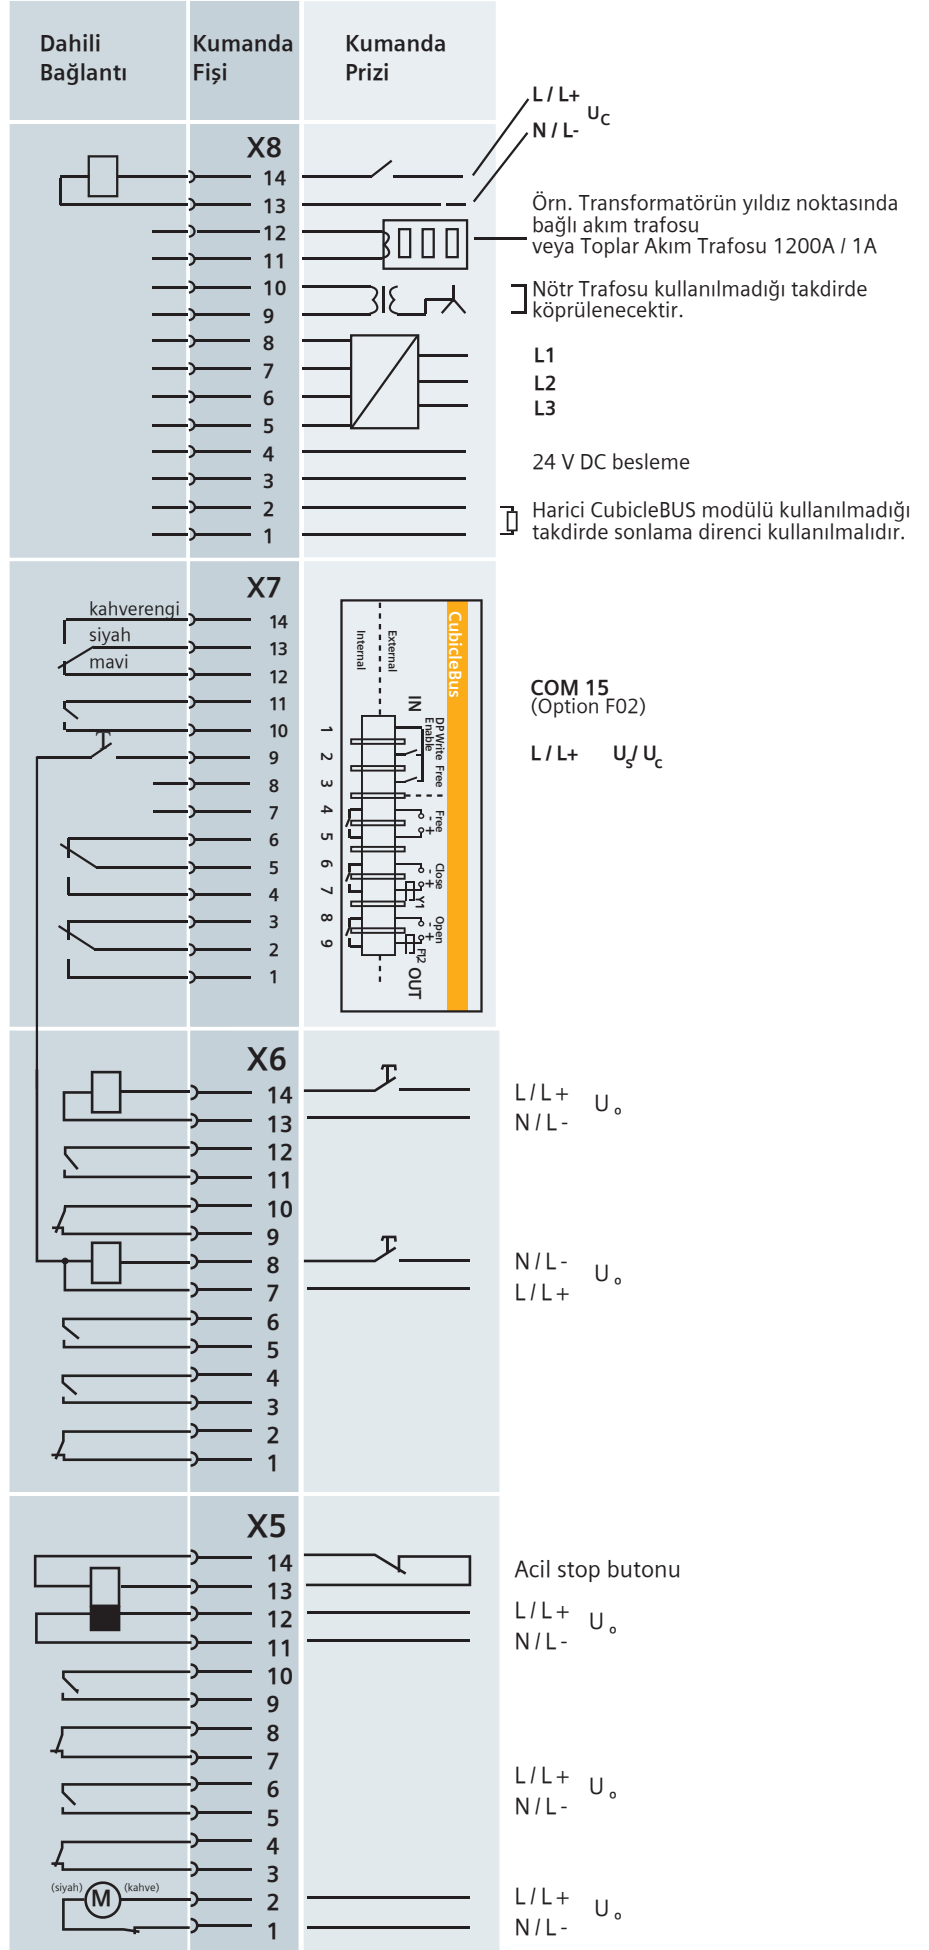 Dahili
Bağlantı
Kumanda
Fişi
Kumanda
Prizi
L / L+
N / L-
UC
X8
14
13
12
11
10
9
8
7
6
5
4
3
2
1
Örn. Transformatörün yıldız noktasında
bağlı akım trafosu
veya Toplar Akım Trafosu 1200A / 1A
Nötr Trafosu kullanılmadığı takdirde
köprülenecektir.
L1
L2
L3
24 V DC besleme
Harici CubicleBUS modülü kullanılmadığı
takdirde sonlama direnci kullanılmalıdır.
X7
kahverengi
siyah
mavi
14
13
12
11
10
9
8
7
6
5
4
3
2
1
CubicleBus
Internal
External
IN
DP Write
Enable
Free
Free
- +
Close
- +
Y1
Open
- +
F12
OUT
1
2
3
4
5
6
7
8
9
COM 15
(Option F02)
L / L+ Us/ Uc
X6
14
13
12
11
10
9
8
7
6
5
4
3
2
1
L / L +
N / L -
U o
N / L -
L / L +
U o
X5
14
13
12
11
10
9
8
7
6
5
4
3
2
1
Acil stop butonu
L / L +
N / L -
U o
L / L +
N / L -
U o
(siyah)
M
(kahve)
L / L +
N / L -
U o